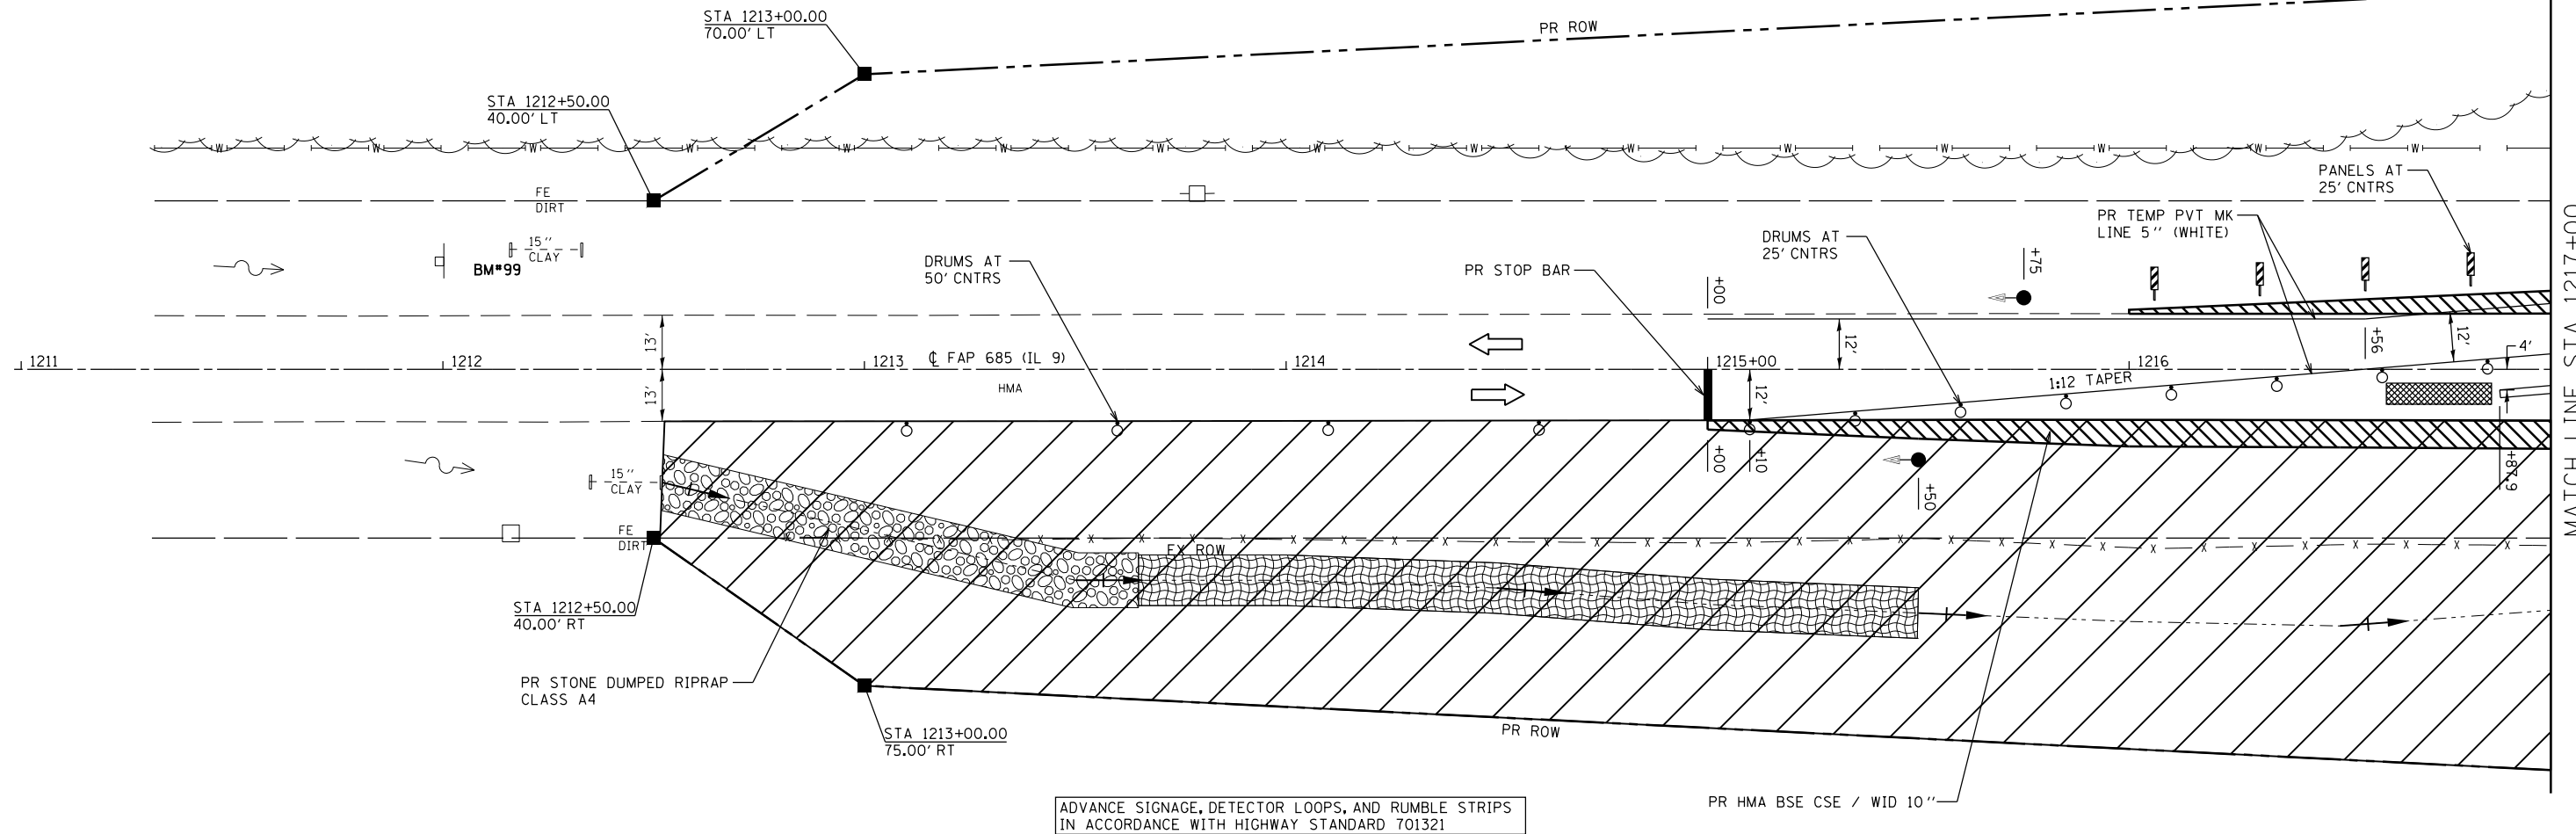 STA 1213+00.00
70.00' LT
PR ROW
STA 1212+50.00
40.00' LT
W W W W W W W W W W W W W W W
PANELS AT
25' CNTRS
FE
DIRT
PR TEMP PVT MK
LINE 5" (WHITE)
DRUMS AT
25' CNTRS
15"
CLAY
BM#99
DRUMS AT
50' CNTRS
PR STOP BAR
+00
+75
13'
12'
+56
12'
4'
1211
1212
1213
℄ FAP 685 (IL 9)
1214
1215+00
1216
13'
HMA
12'
1:12 TAPER
MATCH LINE STA 1217+00
+00
+10
+50
+87.9
15"
CLAY
FE
DIRT
X X X X X X X X X X X X X X X X X X X X X X X X X X X X X X X X X X X
EX ROW
STA 1212+50.00
40.00' RT
PR STONE DUMPED RIPRAP
CLASS A4
STA 1213+00.00
75.00' RT
PR ROW
PR HMA BSE CSE / WID 10"
ADVANCE SIGNAGE, DETECTOR LOOPS, AND RUMBLE STRIPS
IN ACCORDANCE WITH HIGHWAY STANDARD 701321